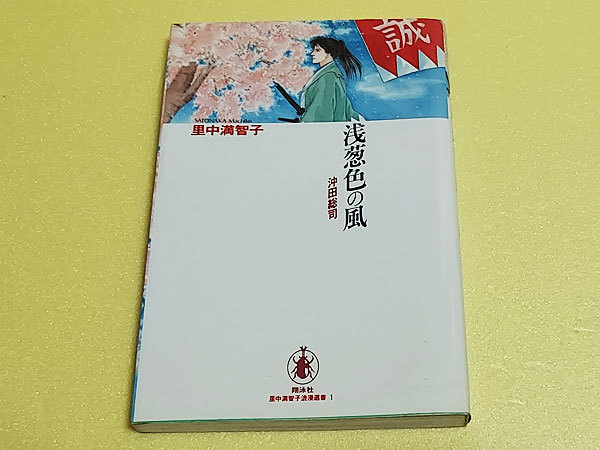 誠
SATONAKA Machiko
里中満智子
浅葱色の風
沖田総司
翔泳社
里中満智子浪漫選書 1